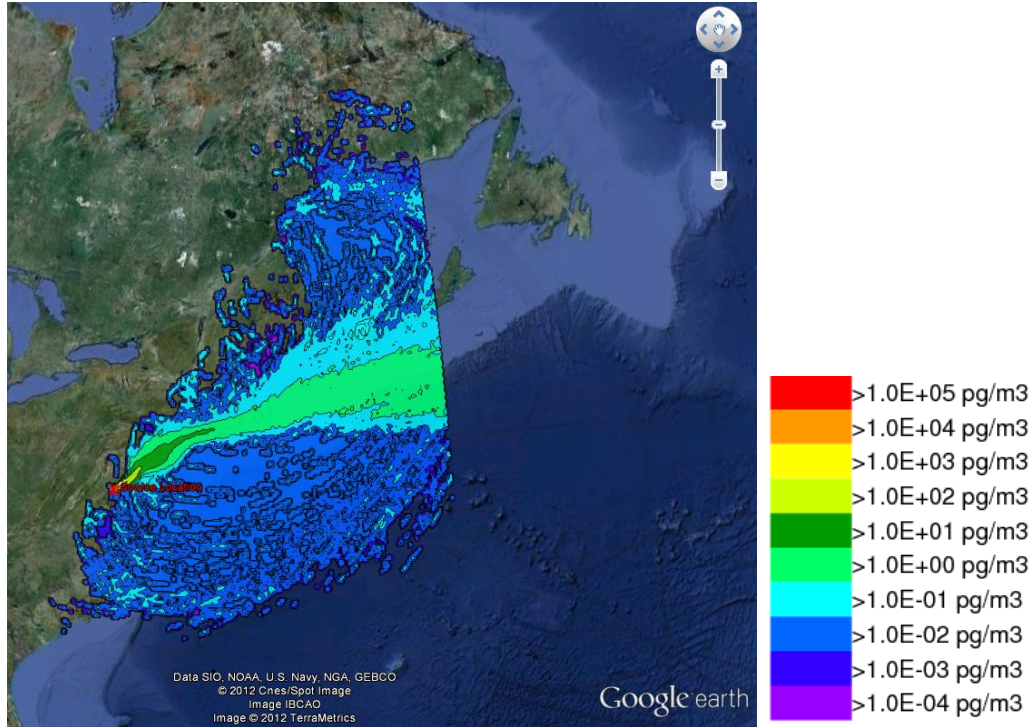 Source Location
Data SIO, NOAA, U.S. Navy, NGA, GEBCO
© 2012 Cnes/Spot Image
Image IBCAO
Image © 2012 TerraMetrics
Google earth
>1.0E+05 pg/m3
>1.0E+04 pg/m3
>1.0E+03 pg/m3
>1.0E+02 pg/m3
>1.0E+01 pg/m3
>1.0E+00 pg/m3
>1.0E-01 pg/m3
>1.0E-02 pg/m3
>1.0E-03 pg/m3
>1.0E-04 pg/m3